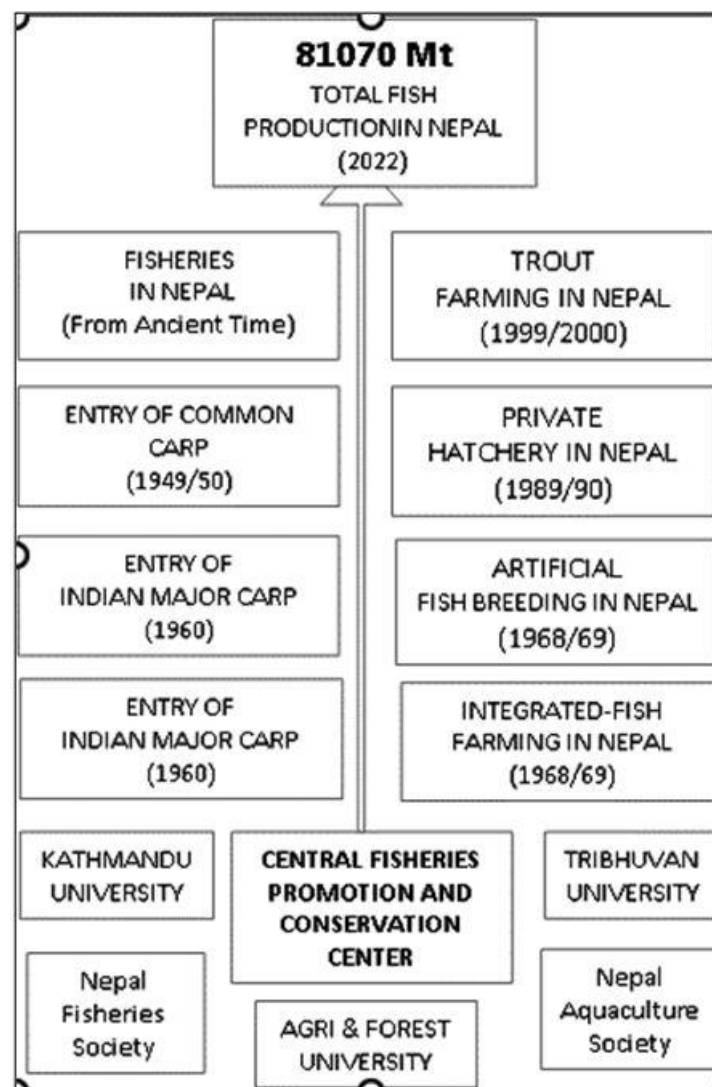 81070 Mt
TOTAL FISH
PRODUCTIONIN NEPAL
(2022)
FISHERIES
IN NEPAL
(From Ancient Time)
TROUT
FARMING IN NEPAL
(1999/2000)
ENTRY OF COMMON
CARP
(1949/50)
PRIVATE
HATCHERY IN NEPAL
(1989/90)
ENTRY OF
INDIAN MAJOR CARP
(1960)
ARTIFICIAL
FISH BREEDING IN NEPAL
(1968/69)
ENTRY OF
INDIAN MAJOR CARP
(1960)
INTEGRATED-FISH
FARMING IN NEPAL
(1968/69)
KATHMANDU
UNIVERSITY
CENTRAL FISHERIES
PROMOTION AND
CONSERVATION
CENTER
TRIBHUVAN
UNIVERSITY
Nepal
Fisheries
Society
AGRI & FOREST
UNIVERSITY
Nepal
Aquaculture
Society